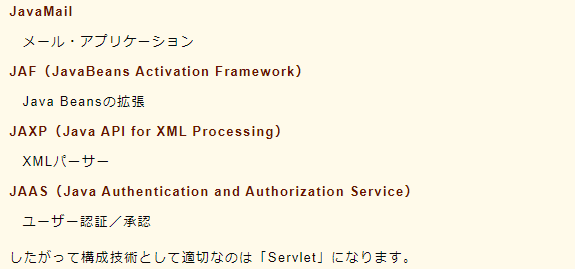 JavaMail
メール・アプリケーション
JAF（JavaBeans Activation Framework）
Java Beansの拡張
JAXP（Java API for XML Processing）
XMLパーサー
JAAS（Java Authentication and Authorization Service）
ユーザー認証／承認
したがって構成技術として適切なのは「Servlet」になります。